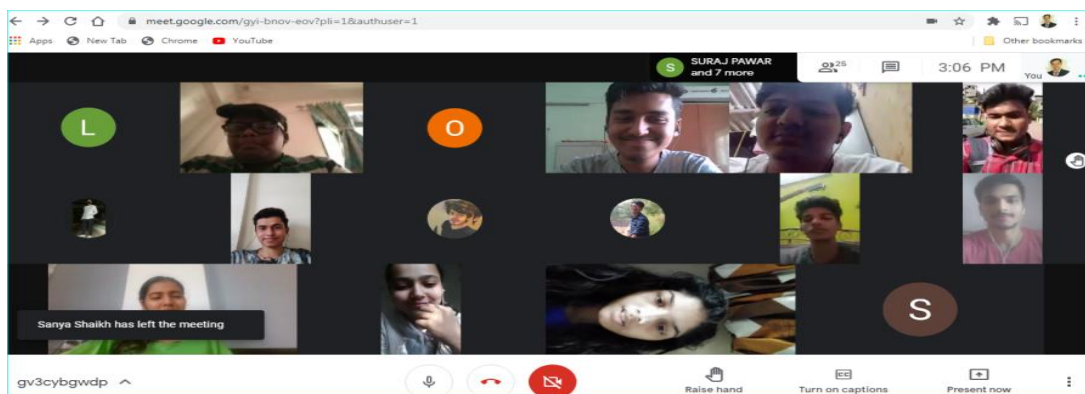 meet.google.com/gyi-bnov-eov?pli=1&authuser=1
Apps New Tab Chrome YouTube Other bookmarks
S SURAJ PAWAR
and 7 more
25
3:06 PM
You
L
O
S
Sanya Shaikh has left the meeting
gv3cybgwdp
Raise hand
CC
Turn on captions
Present now